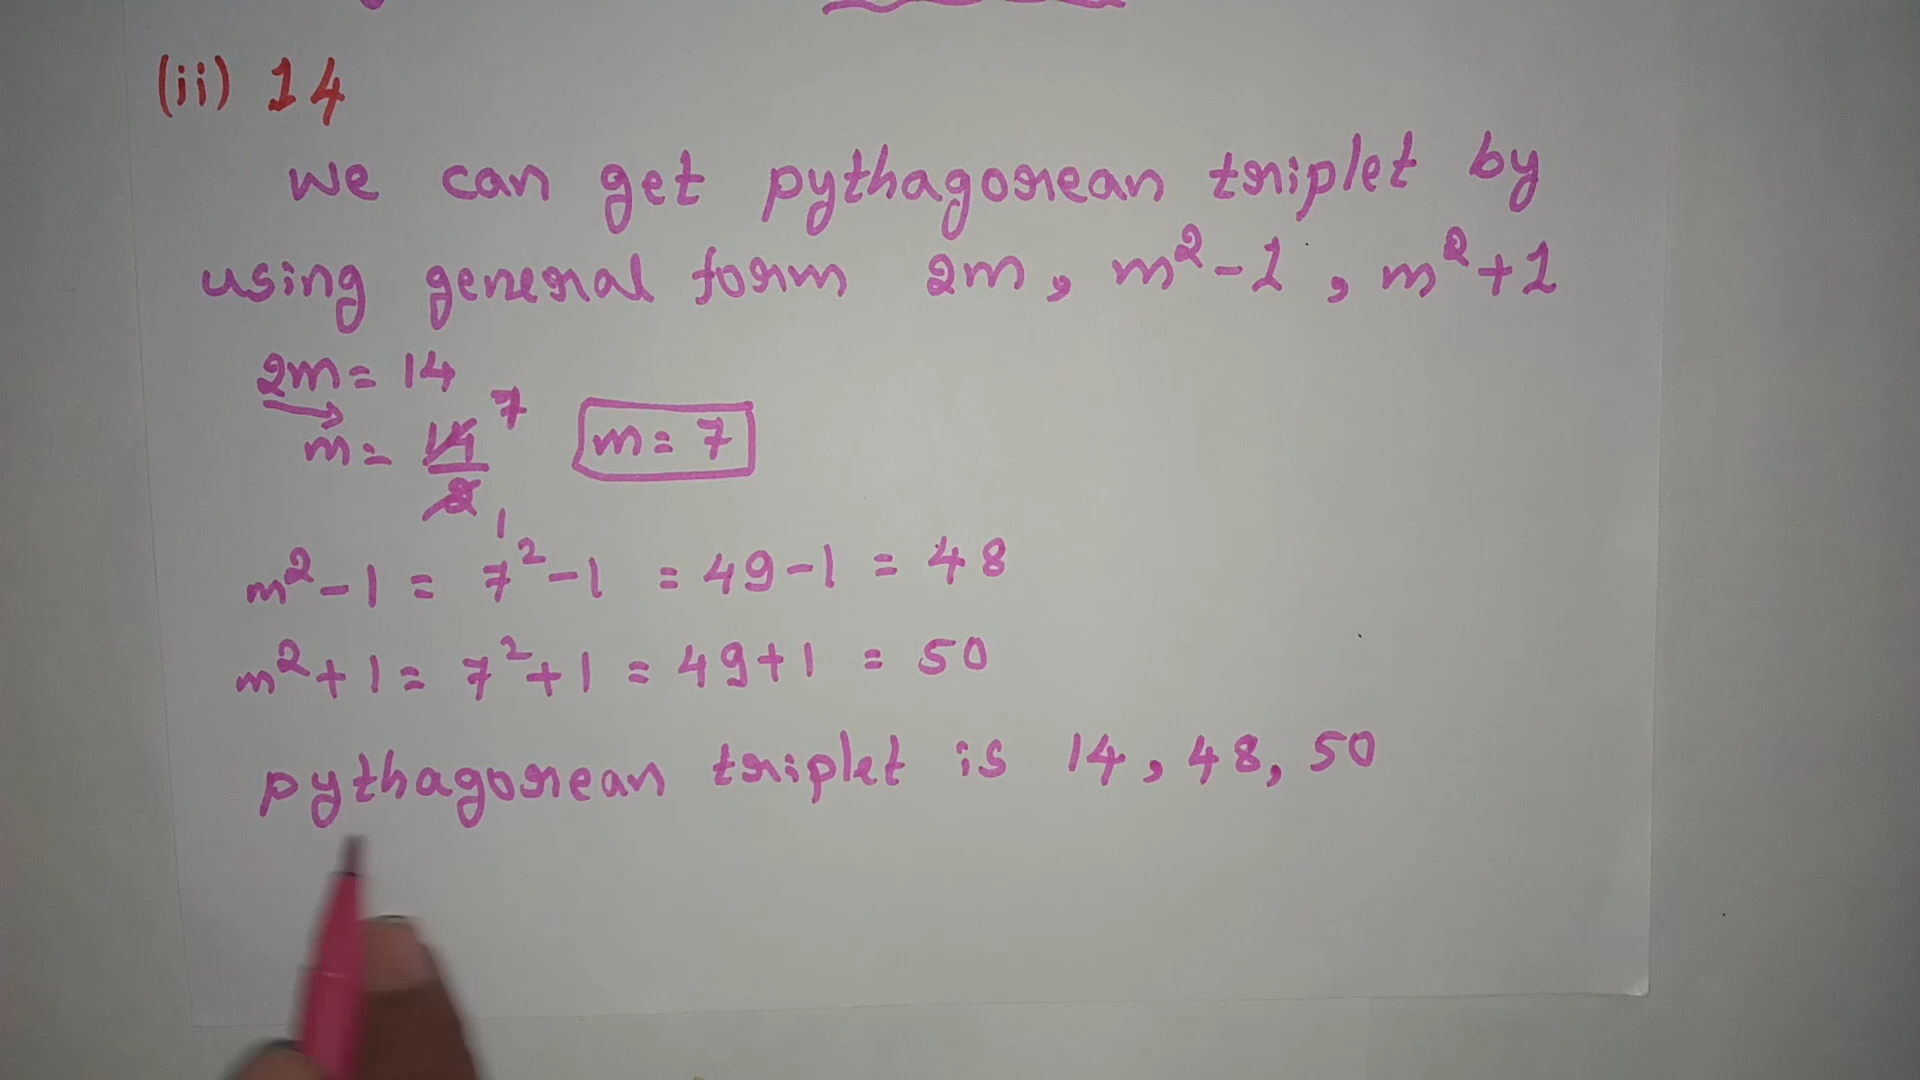 (ii) 14
we can get pythagorean triplet by
using general form 2m, m²-1, m²+1
2m = 14
m = 14/2 7 1 m = 7
m²-1 = 7²-1 = 49-1 = 48
m²+1 = 7²+1 = 49+1 = 50
pythagorean triplet is 14, 48, 50